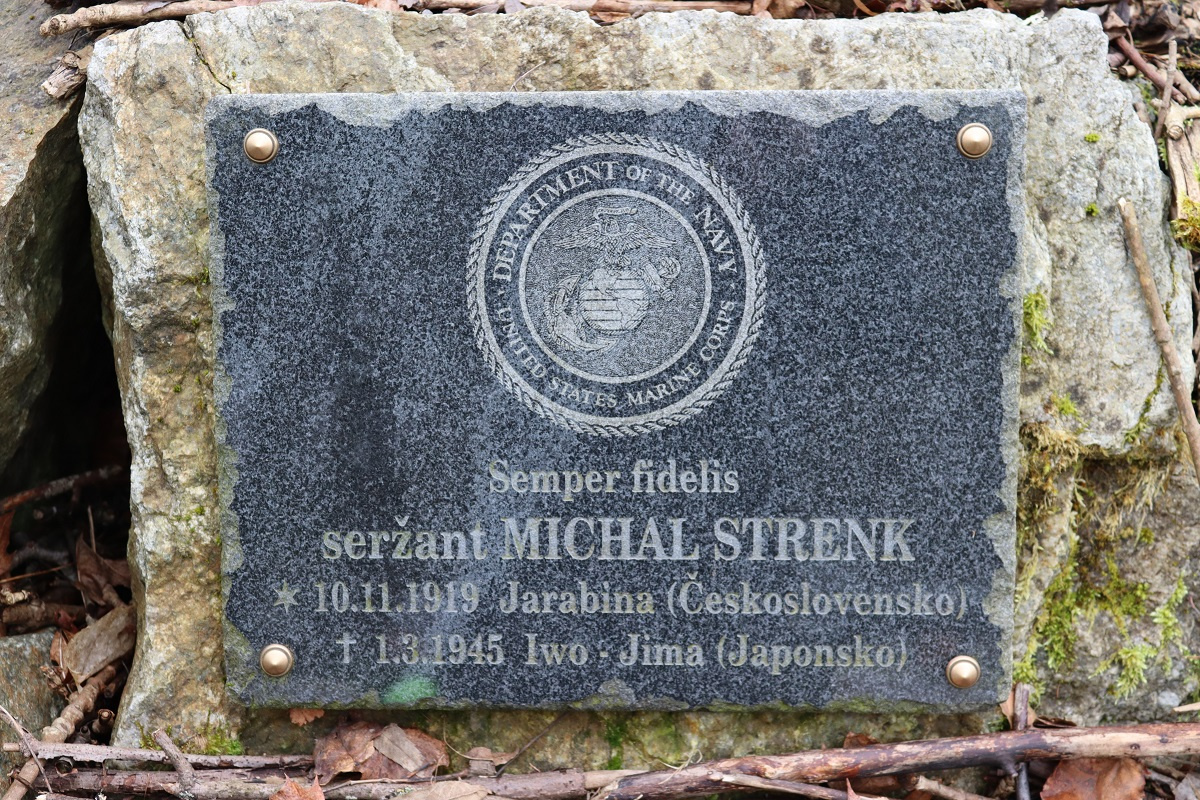 DEPARTMENT OF THE NAVY
UNITED STATES MARINE CORPS
Semper fidelis
seržant MICHAL STRENK
10.11.1919 Jarabina (Československo)
† 1.3.1945 Iwo - Jima (Japonsko)